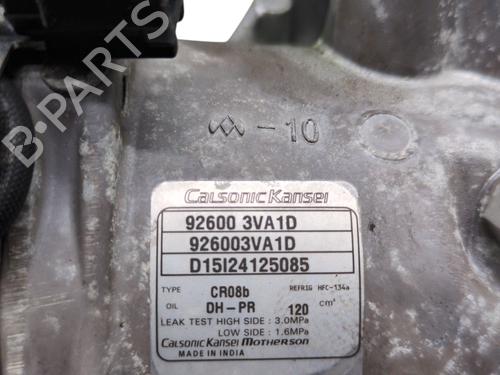 -10
Calsonic Kansei
92600 3VA1D
926003VA1D
D15I24125085
TYPE CR08b REFRIG HFC-134a
OIL DH-PR 120 cm³
LEAK TEST HIGH SIDE : 3.0MPa
LOW SIDE : 1.6MPa
Calsonic Kansei Motherson
MADE IN INDIA